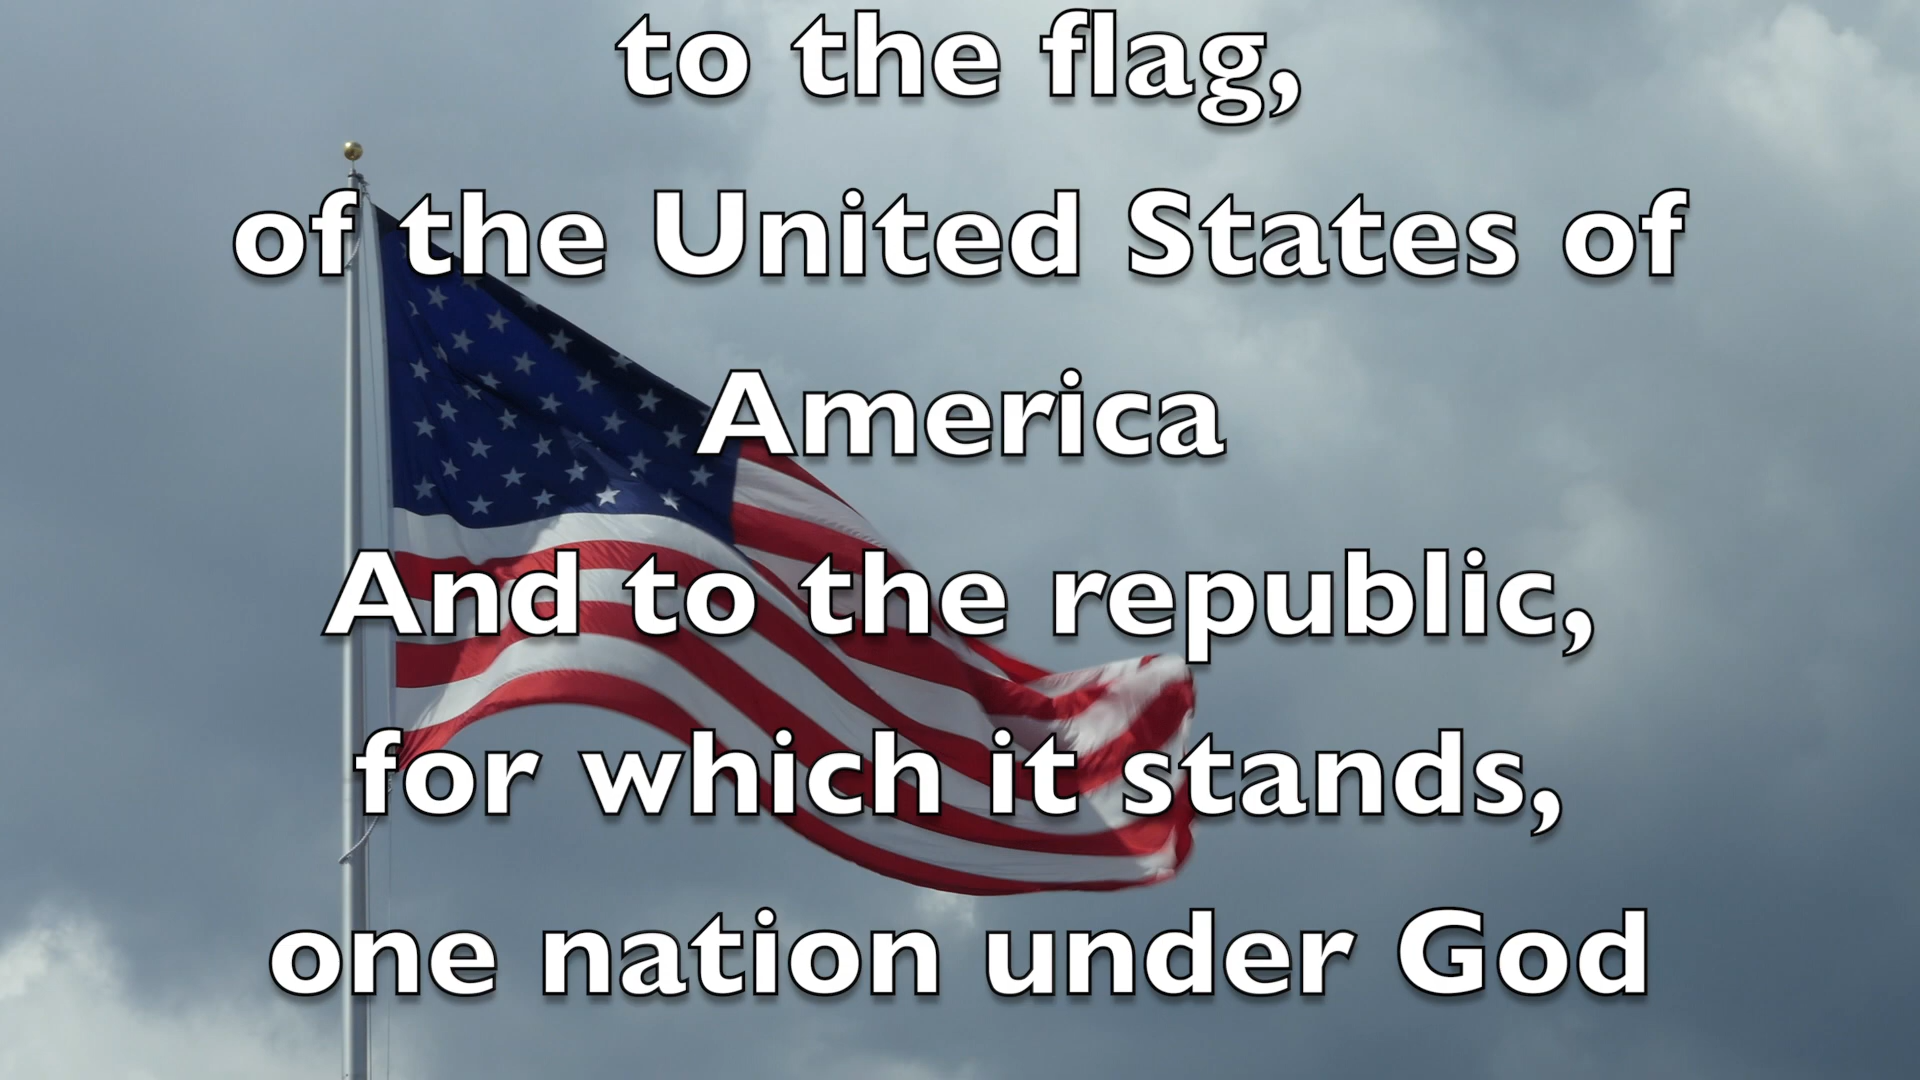 to the flag,
of the United States of
America
And to the republic,
for which it stands,
one nation under God